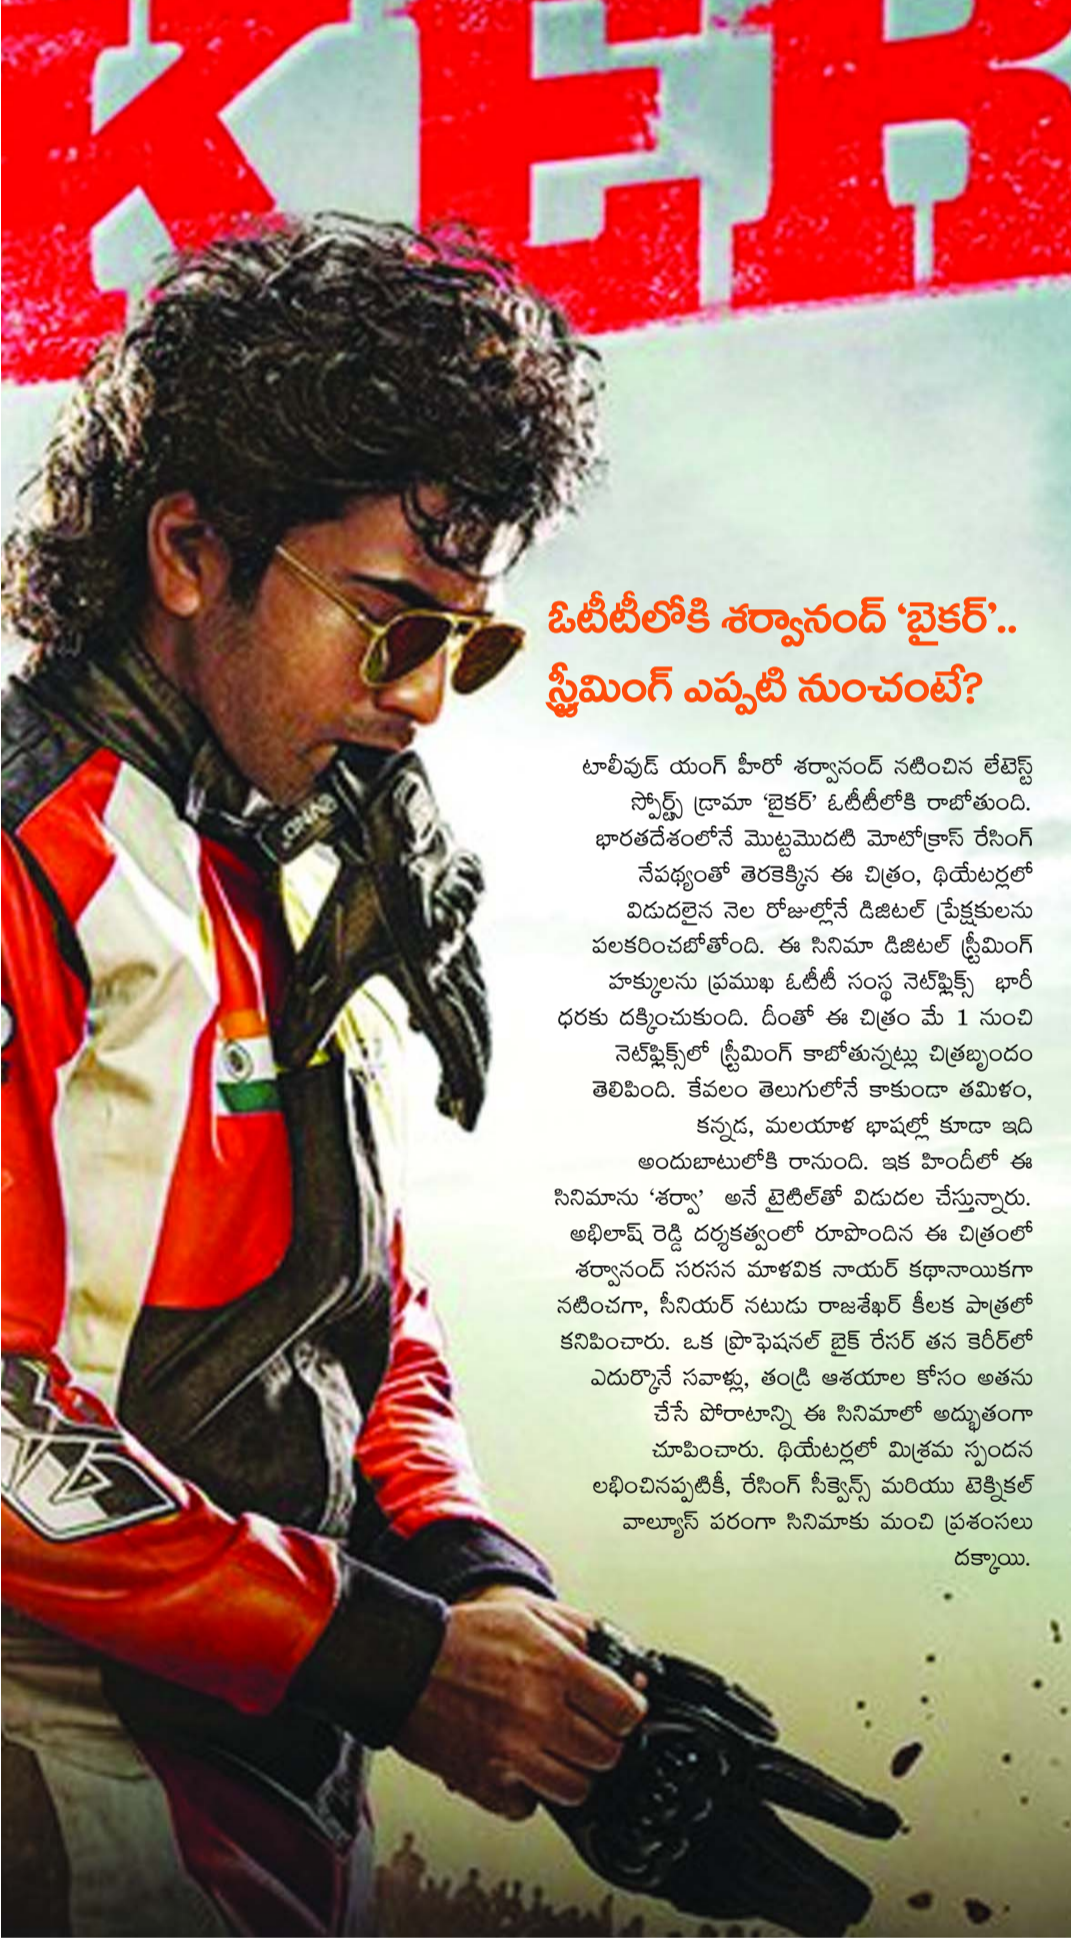 KER
ఓటీటీలోకి శర్వానంద్ ‘బైకర్’..
స్ట్రీమింగ్ ఎప్పటి నుంచంటే?
టాలీవుడ్ యంగ్ హీరో శర్వానంద్ నటించిన లేటెస్ట్
స్పోర్ట్స్ డ్రామా ‘బైకర్’ ఓటీటీలోకి రాబోతుంది.
భారతదేశంలోనే మొట్టమొదటి మోటోక్రాస్ రేసింగ్
నేపథ్యంతో తెరకెక్కిన ఈ చిత్రం, థియేటర్లలో
విడుదలైన నెల రోజుల్లోనే డిజిటల్ ప్రేక్షకులను
పలకరించబోతోంది. ఈ సినిమా డిజిటల్ స్ట్రీమింగ్
హక్కులను ప్రముఖ ఓటీటీ సంస్థ నెట్‌ఫ్లిక్స్ భారీ
ధరకు దక్కించుకుంది. దీంతో ఈ చిత్రం మే 1 నుంచి
నెట్‌ఫ్లిక్స్‌లో స్ట్రీమింగ్ కాబోతున్నట్లు చిత్రబృందం
తెలిపింది. కేవలం తెలుగులోనే కాకుండా తమిళం,
కన్నడ, మలయాళ భాషల్లో కూడా ఇది
అందుబాటులోకి రానుంది. ఇక హిందీలో ఈ
సినిమాను ‘శర్వా’ అనే టైటిల్‌తో విడుదల చేస్తున్నారు.
అభిలాష్ రెడ్డి దర్శకత్వంలో రూపొందిన ఈ చిత్రంలో
శర్వానంద్ సరసన మాళవిక నాయర్ కథానాయికగా
నటించగా, సీనియర్ నటుడు రాజశేఖర్ కీలక పాత్రలో
కనిపించారు. ఒక ప్రొఫెషనల్ బైక్ రేసర్ తన కెరీర్‌లో
ఎదుర్కొనే సవాళ్లు, తండ్రి ఆశయాల కోసం అతను
చేసే పోరాటాన్ని ఈ సినిమాలో అద్భుతంగా
చూపించారు. థియేటర్లలో మిశ్రమ స్పందన
లభించినప్పటికీ, రేసింగ్ సీక్వెన్స్ మరియు టెక్నికల్
వాల్యూస్ పరంగా సినిమాకు మంచి ప్రశంసలు
దక్కాయి.